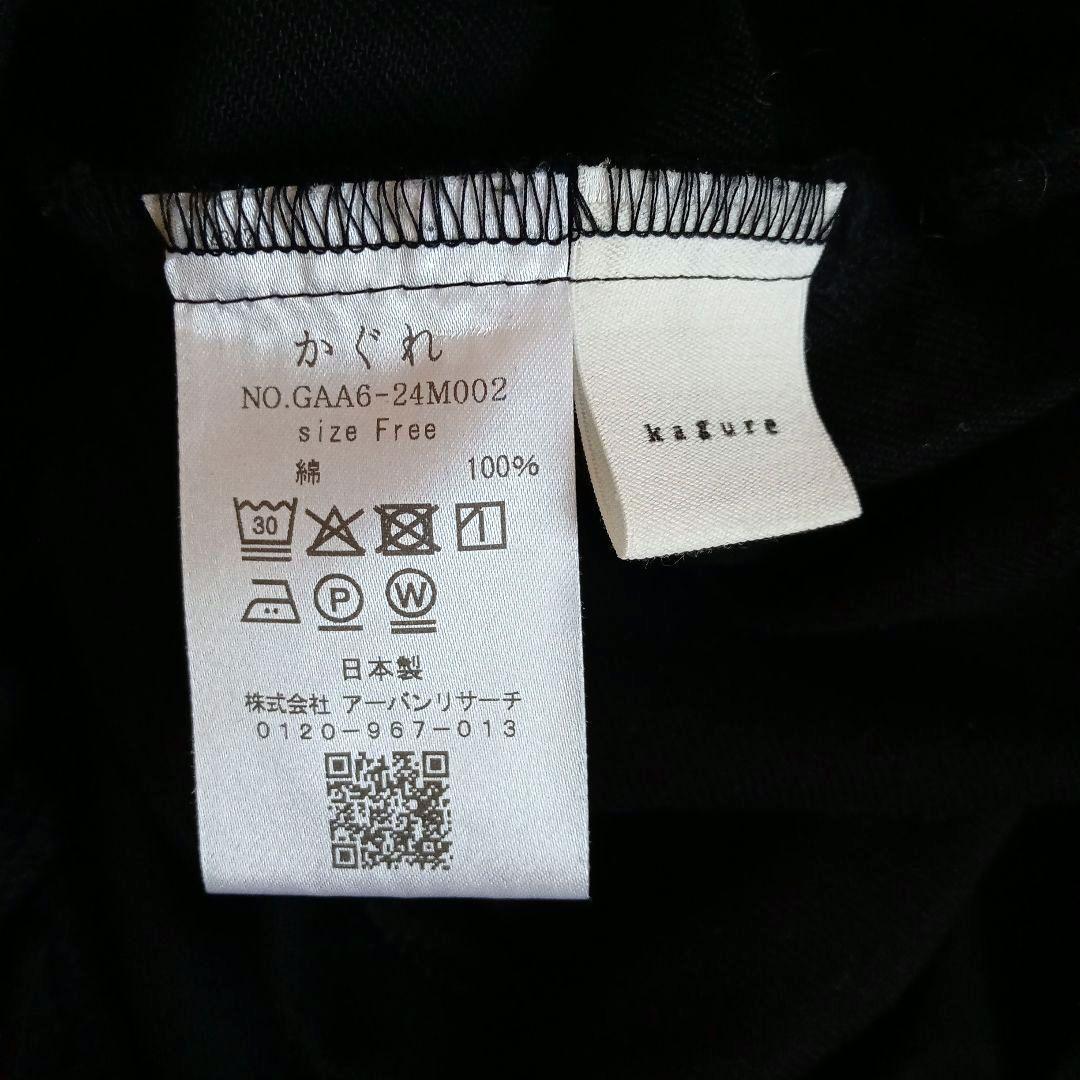 かぐれ
NO.GAA6-24M002
size Free
綿 100%
30
P W
日本製
株式会社 アーバンリサーチ
0120-967-013
kagure